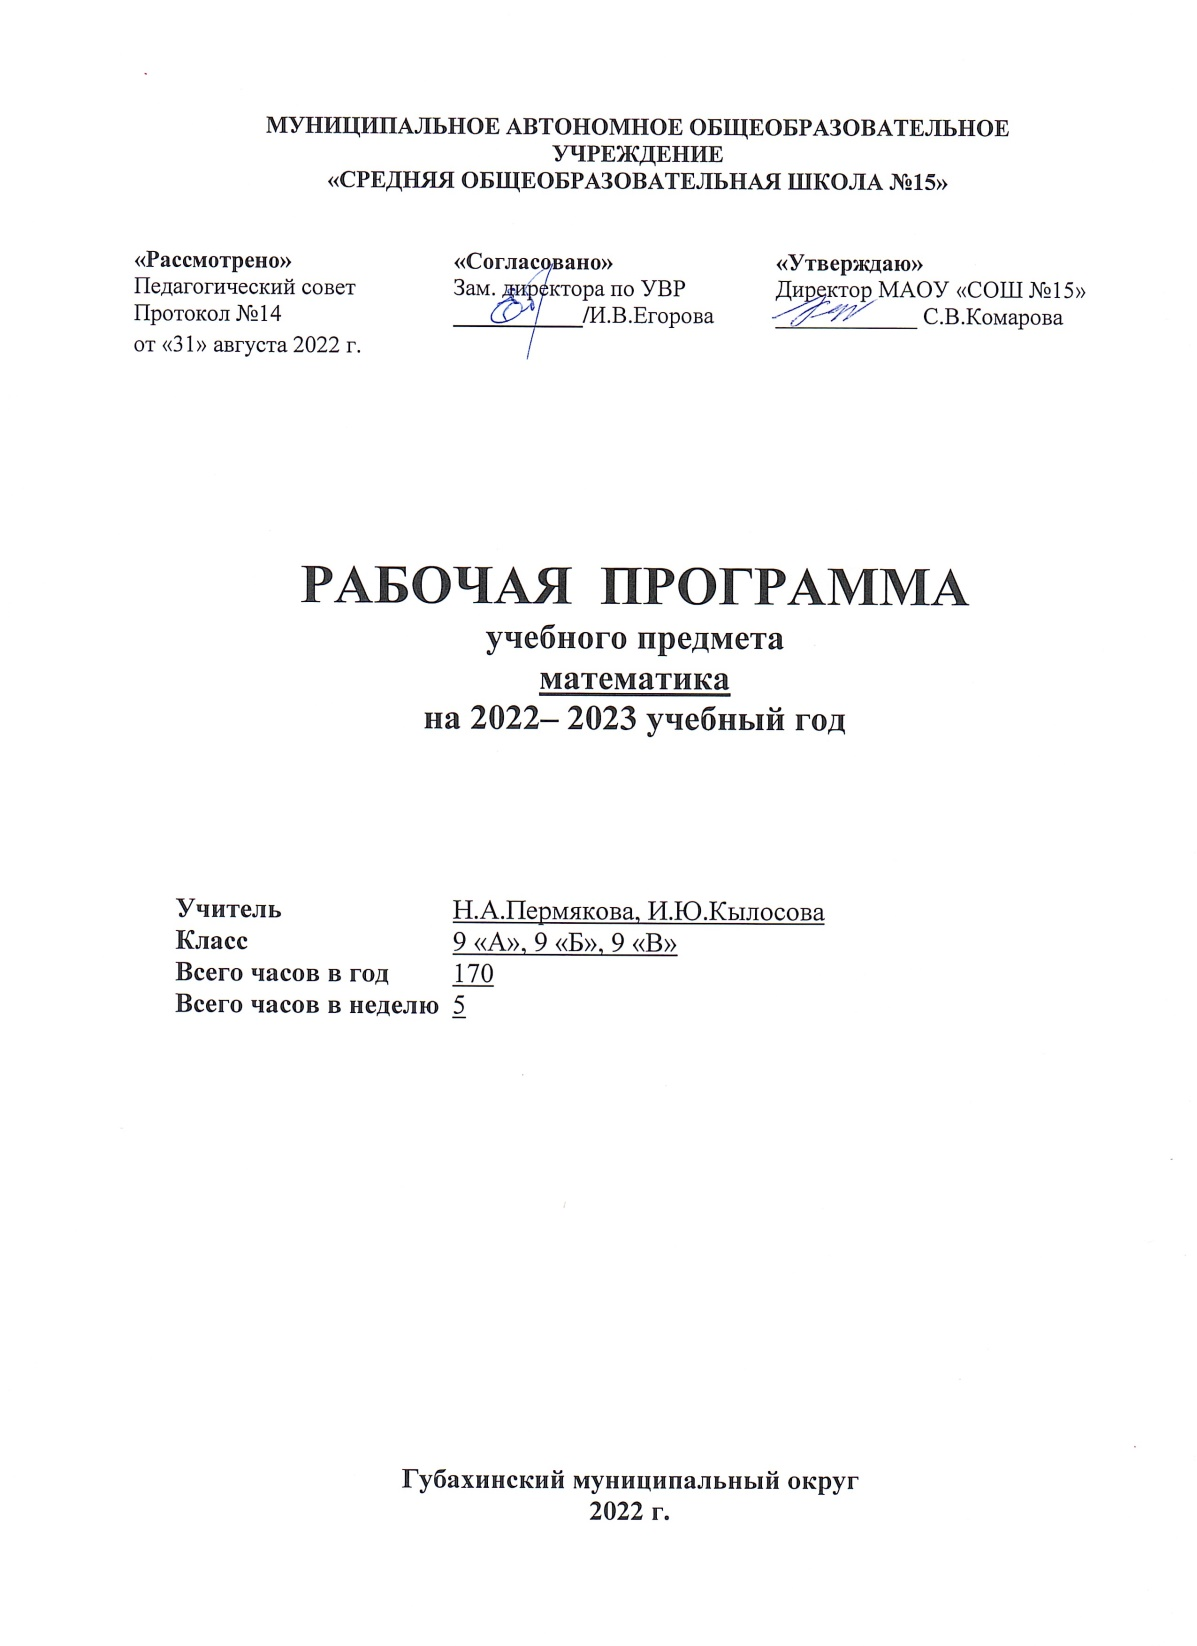 МУНИЦИПАЛЬНОЕ АВТОНОМНОЕ ОБЩЕОБРАЗОВАТЕЛЬНОЕ
УЧРЕЖДЕНИЕ
«СРЕДНЯЯ ОБЩЕОБРАЗОВАТЕЛЬНАЯ ШКОЛА №15»
«Рассмотрено»
Педагогический совет
Протокол №14
от «31» августа 2022 г.
«Согласовано»
Зам. директора по УВР
/И.В.Егорова
«Утверждаю»
Директор МАОУ «СОШ №15»
С.В.Комарова
РАБОЧАЯ ПРОГРАММА
учебного предмета
математика
на 2022– 2023 учебный год
Учитель Н.А.Пермякова, И.Ю.Кылосова
Класс 9 «А», 9 «Б», 9 «В»
Всего часов в год 170
Всего часов в неделю 5
Губахинский муниципальный округ
2022 г.